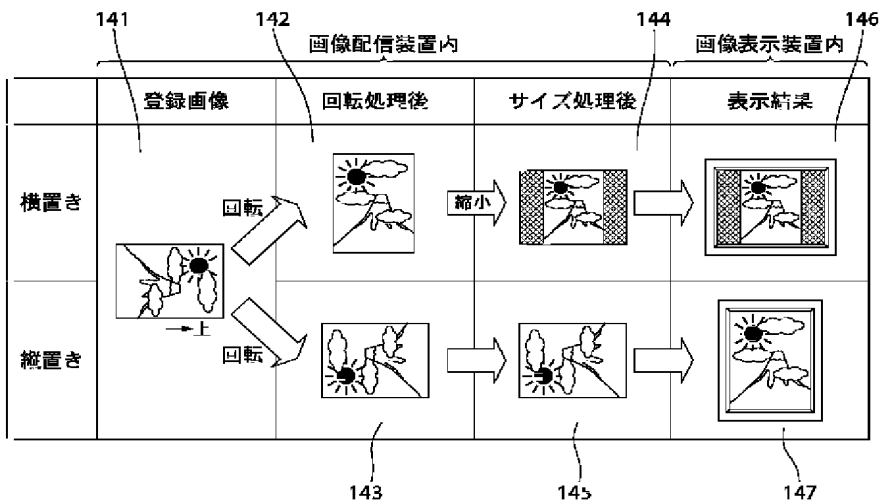 141
142
144
146
画像配信装置内
画像表示装置内
登録画像
回転処理後
サイズ処理後
表示結果
横置き
回転
縮小
→上
縦置き
回転
143
145
147